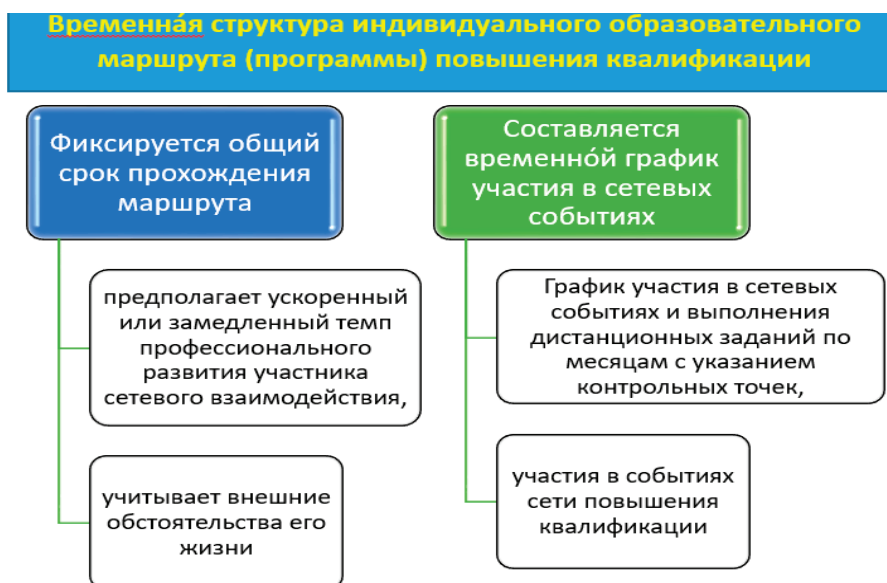 Временна́я структура индивидуального образовательного
маршрута (программы) повышения квалификации
Фиксируется общий
срок прохождения
маршрута
предполагает ускоренный
или замедленный темп
профессионального
развития участника
сетевого взаимодействия,
учитывает внешние
обстоятельства его
жизни
Составляется
временно́й график
участия в сетевых
событиях
График участия в сетевых
событиях и выполнения
дистанционных заданий по
месяцам с указанием
контрольных точек,
участия в событиях
сети повышения
квалификации